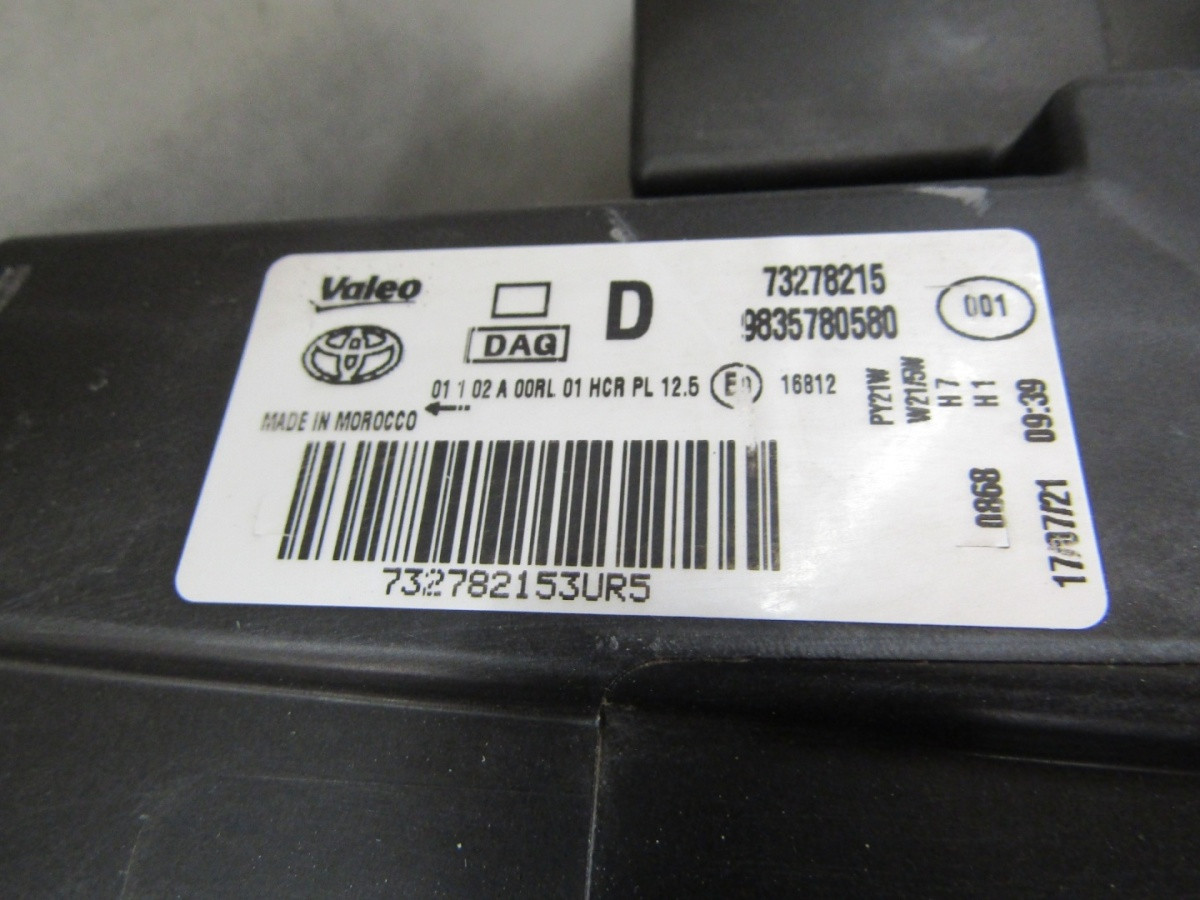 Valeo
DAQ
D
73278215
9835780580
001
01 1 02 A 00RL 01 HCR PL 12.5
16812
MADE IN MOROCCO
PY21W
W21/5W
H7
H1
0868
17/07/21 09:39
732782153UR5